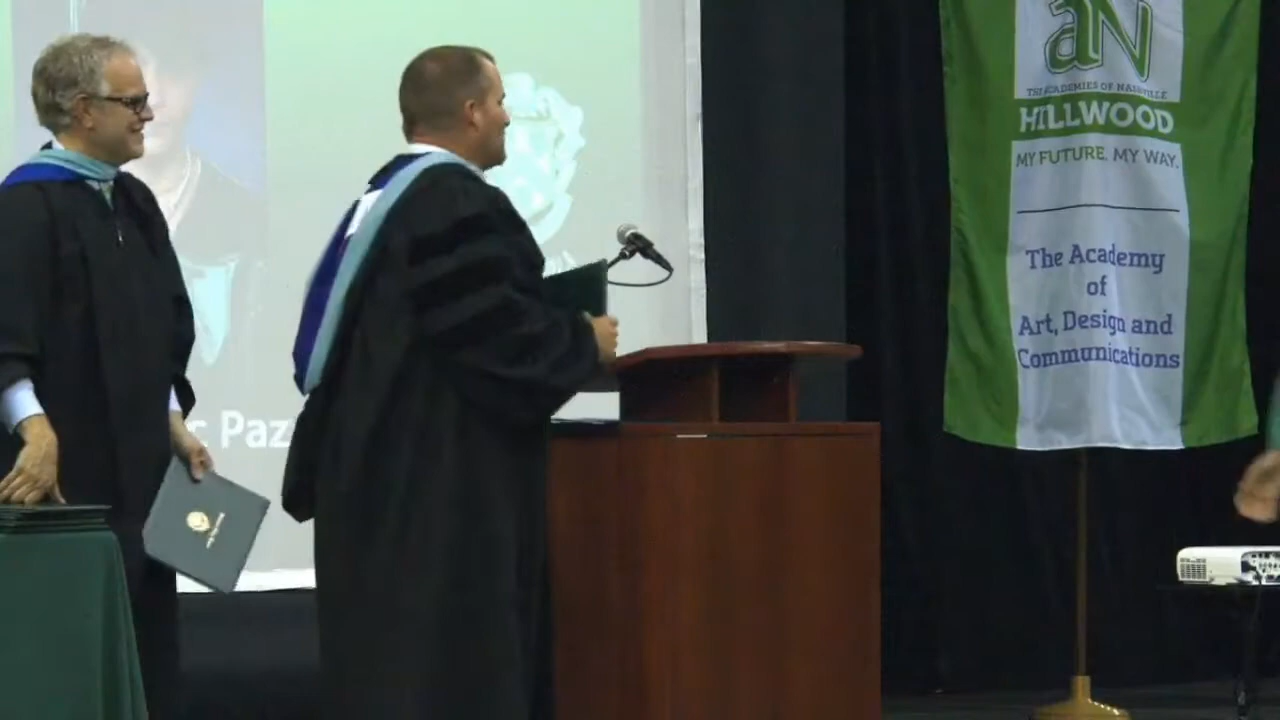 aN
THE ACADEMIES OF NASHVILLE
HILLWOOD
MY FUTURE. MY WAY.
The Academy
of
Art, Design and
Communications
c Paz